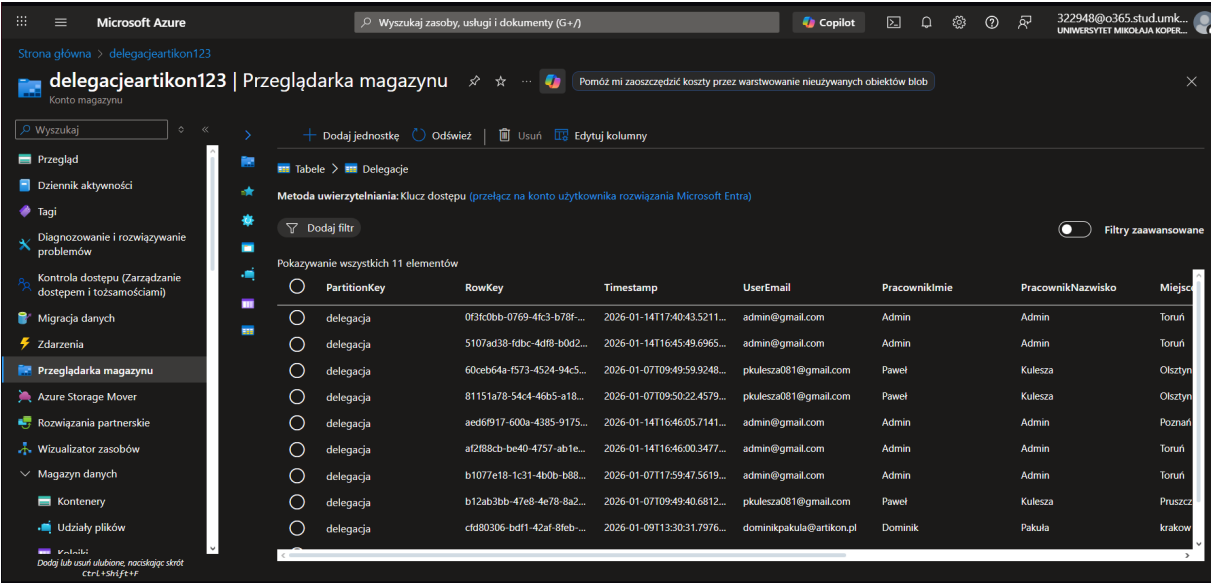 Microsoft Azure
Wyszukaj zasoby, usługi i dokumenty (G+/)
Copilot
322948@o365.stud.umk...
UNIWERSYTET MIKOŁAJA KOPER...
Strona główna > delegacjeartikon123
delegacjeartikon123 | Przeglądarka magazynu
Pomóż mi zaoszczędzić koszty przez warstwowanie nieużywanych obiektów blob
Konto magazynu
Wyszukaj
Przegląd
Dziennik aktywności
Tagi
Diagnozowanie i rozwiązywanie
problemów
Kontrola dostępu (Zarządzanie
dostępem i tożsamościami)
Migracja danych
Zdarzenia
Przeglądarka magazynu
Azure Storage Mover
Rozwiązania partnerskie
Wizualizator zasobów
Magazyn danych
Kontenery
Udziały plików
Kolejki
Dodaj lub usuń ulubione, naciskając skrót
Ctrl+Shift+F
Dodaj jednostkę Odśwież Usuń Edytuj kolumny
Tabele > Delegacje
Metoda uwierzytelniania: Klucz dostępu (przełącz na konto użytkownika rozwiązania Microsoft Entra)
Dodaj filtr
Filtry zaawansowane
Pokazywanie wszystkich 11 elementów
PartitionKey RowKey Timestamp UserEmail PracownikImie PracownikNazwisko Miejsc
delegacja 0f3fc0bb-0769-4fc3-b78f-... 2026-01-14T17:40:43.5211... admin@gmail.com Admin Admin Toruń
delegacja 5107ad38-fdbc-4df8-b0d2... 2026-01-14T16:45:49.6965... admin@gmail.com Admin Admin Toruń
delegacja 60ceb64a-f573-4524-94c5... 2026-01-07T09:49:59.9248... pkulesza081@gmail.com Paweł Kulesza Olsztyn
delegacja 81151a78-54c4-46b5-a18... 2026-01-07T09:50:22.4579... pkulesza081@gmail.com Paweł Kulesza Olsztyn
delegacja aed6f917-600a-4385-9175... 2026-01-14T16:46:05.7141... admin@gmail.com Admin Admin Poznań
delegacja af2f88cb-be40-4757-ab1e... 2026-01-14T16:46:00.3477... admin@gmail.com Admin Admin Toruń
delegacja b1077e18-1c31-4b0b-b88... 2026-01-07T17:59:47.5619... admin@gmail.com Admin Admin Toruń
delegacja b12ab3bb-47e8-4e78-8a2... 2026-01-07T09:49:40.6812... pkulesza081@gmail.com Paweł Kulesza Pruszcz
delegacja cfd80306-bdf1-42af-8feb-... 2026-01-09T13:30:31.7976... dominikpakula@artikon.pl Dominik Pakuła krakow